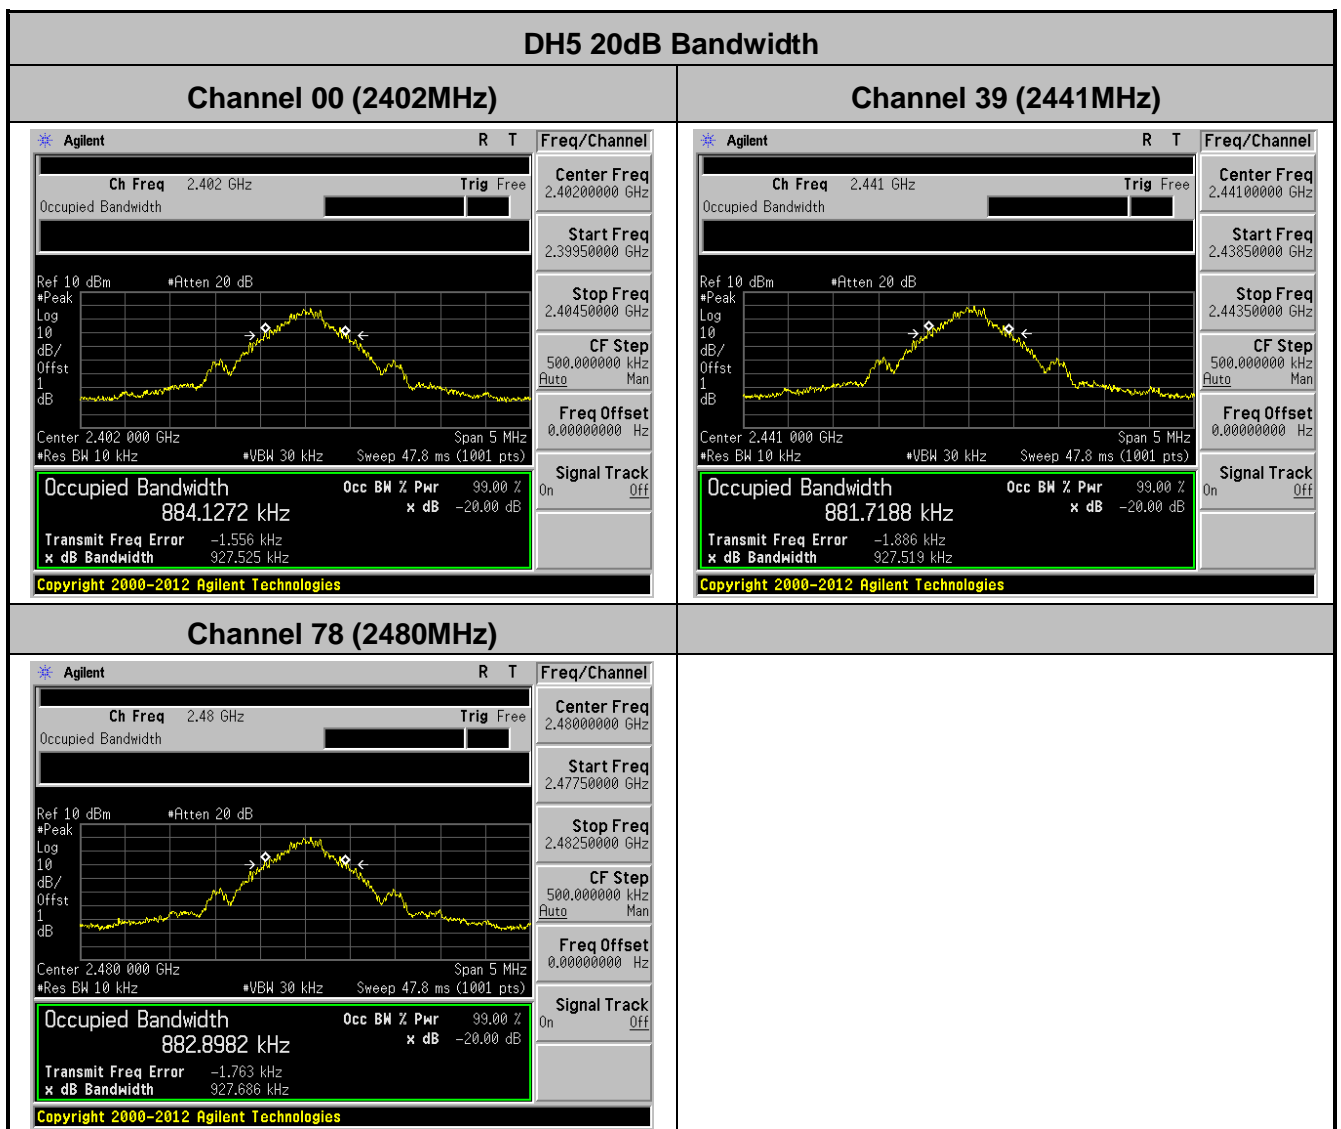 DH5 20dB Bandwidth
Channel 00 (2402MHz)
Channel 39 (2441MHz)
Agilent R T Freq/Channel
Ch Freq 2.402 GHz Trig Free
Occupied Bandwidth
Center Freq
2.40200000 GHz
Start Freq
2.39950000 GHz
Stop Freq
2.40450000 GHz
CF Step
500.000000 kHz
Auto Man
Freq Offset
0.00000000 Hz
Signal Track
On Off
Ref 10 dBm #Atten 20 dB
#Peak
Log
10
dB/
Offst
1
dB
Center 2.402 000 GHz Span 5 MHz
#Res BW 10 kHz #VBW 30 kHz Sweep 47.8 ms (1001 pts)
Occupied Bandwidth Occ BW % Pwr 99.00 %
884.1272 kHz x dB -20.00 dB
Transmit Freq Error -1.556 kHz
x dB Bandwidth 927.525 kHz
Copyright 2000-2012 Agilent Technologies
Agilent R T Freq/Channel
Ch Freq 2.441 GHz Trig Free
Occupied Bandwidth
Center Freq
2.44100000 GHz
Start Freq
2.43850000 GHz
Stop Freq
2.44350000 GHz
CF Step
500.000000 kHz
Auto Man
Freq Offset
0.00000000 Hz
Signal Track
On Off
Ref 10 dBm #Atten 20 dB
#Peak
Log
10
dB/
Offst
1
dB
Center 2.441 000 GHz Span 5 MHz
#Res BW 10 kHz #VBW 30 kHz Sweep 47.8 ms (1001 pts)
Occupied Bandwidth Occ BW % Pwr 99.00 %
881.7188 kHz x dB -20.00 dB
Transmit Freq Error -1.886 kHz
x dB Bandwidth 927.519 kHz
Copyright 2000-2012 Agilent Technologies
Channel 78 (2480MHz)
Agilent R T Freq/Channel
Ch Freq 2.48 GHz Trig Free
Occupied Bandwidth
Center Freq
2.48000000 GHz
Start Freq
2.47750000 GHz
Stop Freq
2.48250000 GHz
CF Step
500.000000 kHz
Auto Man
Freq Offset
0.00000000 Hz
Signal Track
On Off
Ref 10 dBm #Atten 20 dB
#Peak
Log
10
dB/
Offst
1
dB
Center 2.480 000 GHz Span 5 MHz
#Res BW 10 kHz #VBW 30 kHz Sweep 47.8 ms (1001 pts)
Occupied Bandwidth Occ BW % Pwr 99.00 %
882.8982 kHz x dB -20.00 dB
Transmit Freq Error -1.763 kHz
x dB Bandwidth 927.686 kHz
Copyright 2000-2012 Agilent Technologies